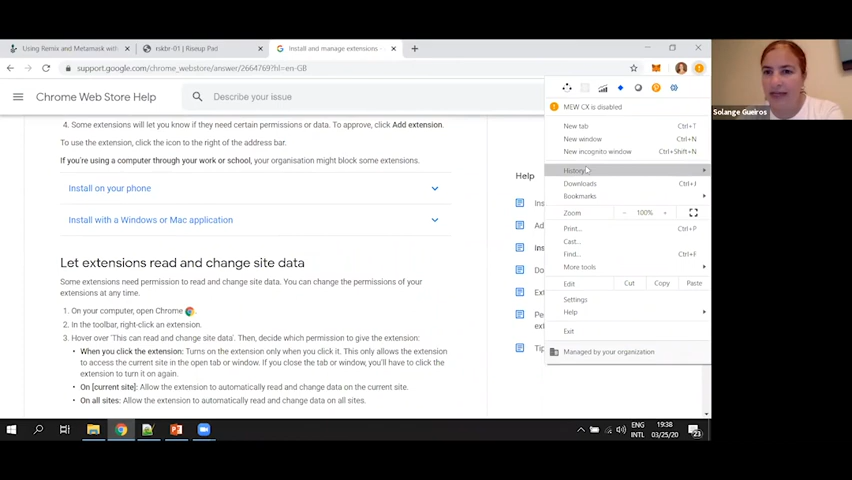 Using Remix and Metamask with
rskbr-01 | Riseup Pad
Install and manage extensions -
support.google.com/chrome_webstore/answer/2664769?hl=en-GB
Chrome Web Store Help
Describe your issue
4. Some extensions will let you know if they need certain permissions or data. To approve, click Add extension.
To use the extension, click the icon to the right of the address bar.
If you're using a computer through your work or school, your organisation might block some extensions.
Install on your phone
Install with a Windows or Mac application
Let extensions read and change site data
Some extensions need permission to read and change site data. You can change the permissions of your
extensions at any time.
1. On your computer, open Chrome
2. In the toolbar, right-click an extension.
3. Hover over 'This can read and change site data'. Then, decide which permission to give the extension:
• When you click the extension: Turns on the extension only when you click it. This only allows the extension
to access the current site in the open tab or window. If you close the tab or window, you'll have to click the
extension to turn it on again.
• On [current site]: Allow the extension to automatically read and change data on the current site.
• On all sites: Allow the extension to automatically read and change data on all sites.
Help
Ins
Ad
Ins
Do
Ext
Pe
ext
Tip
MEW CX is disabled
New tab Ctrl+T
New window Ctrl+N
New incognito window Ctrl+Shift+N
History
Downloads Ctrl+J
Bookmarks
Zoom - 100% +
Print... Ctrl+P
Cast...
Find... Ctrl+F
More tools
Edit Cut Copy Paste
Settings
Help
Exit
Managed by your organization
Solange Gueiros
ENG
INTL
19:38
03/25/20
23